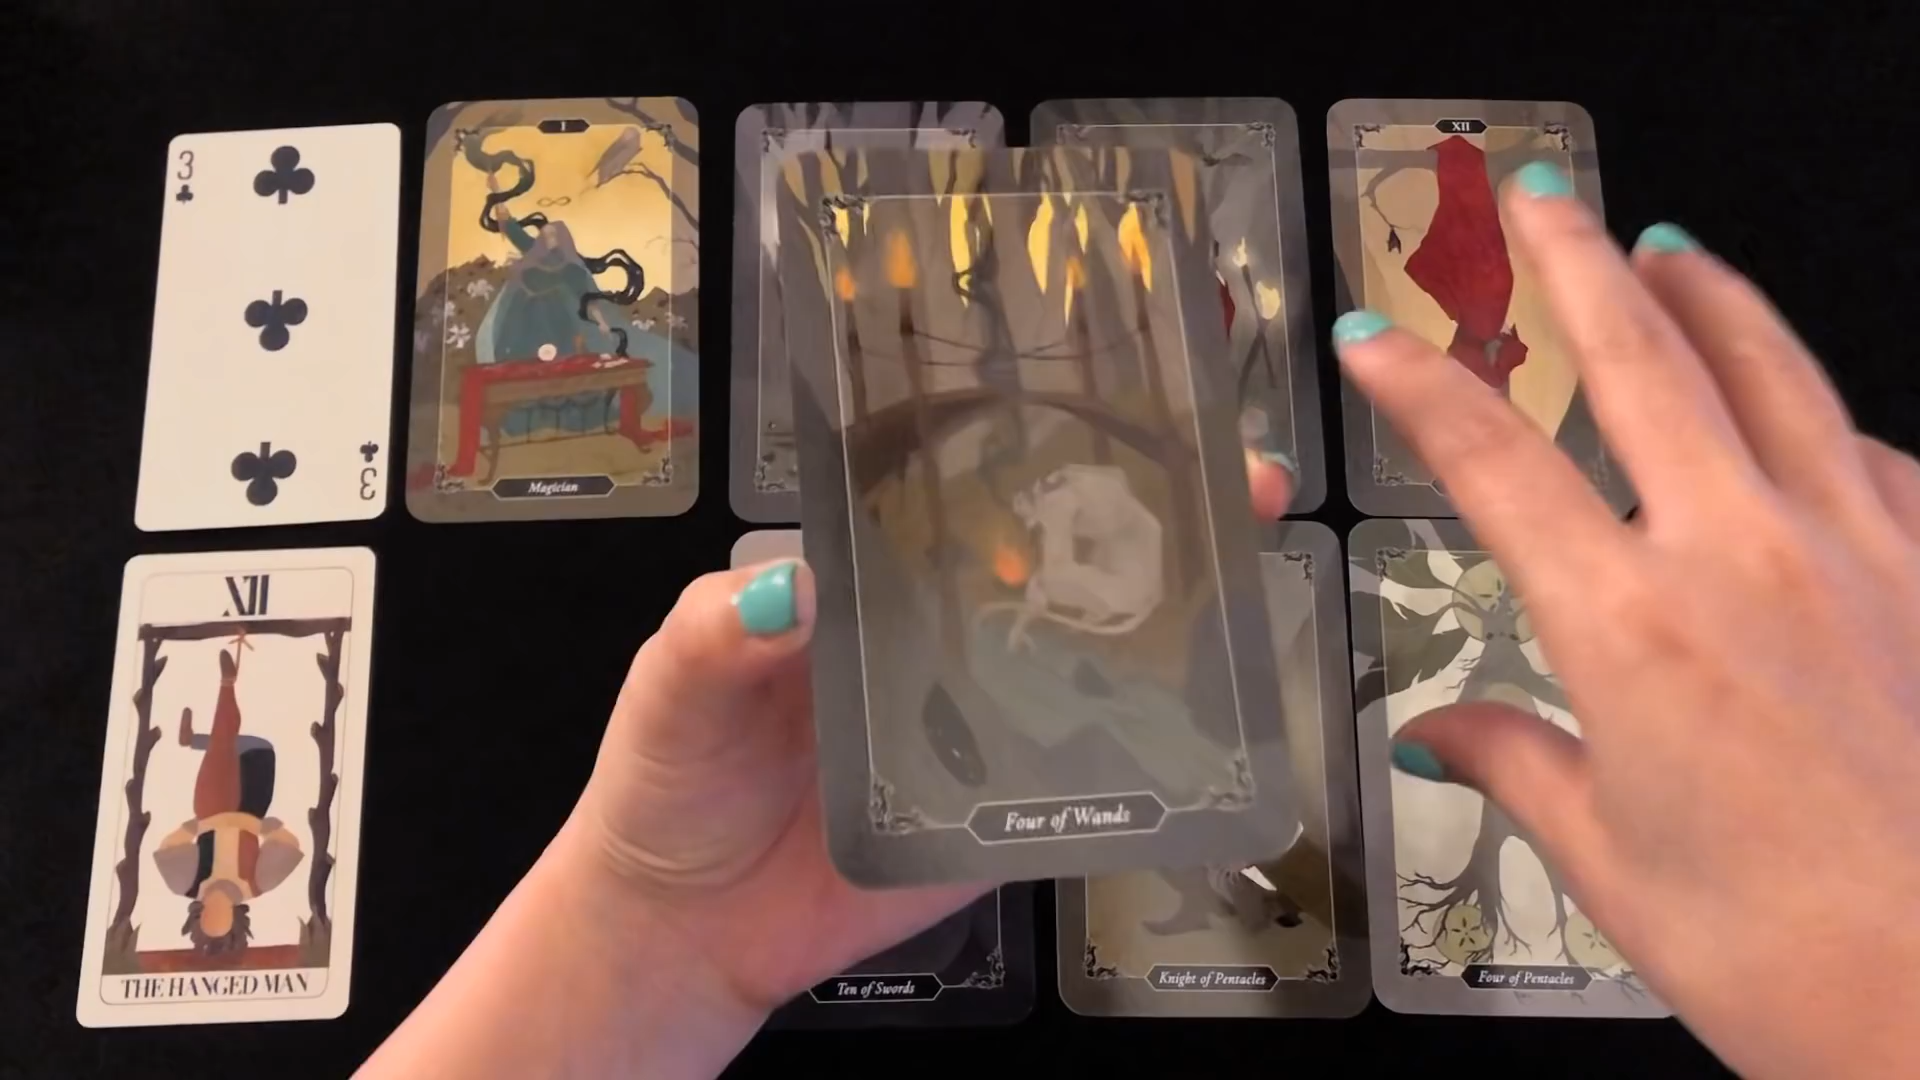 3
3
I
Magician
XII
XII
THE HANGED MAN
Four of Wands
Ten of Swords
Knight of Pentacles
Four of Pentacles